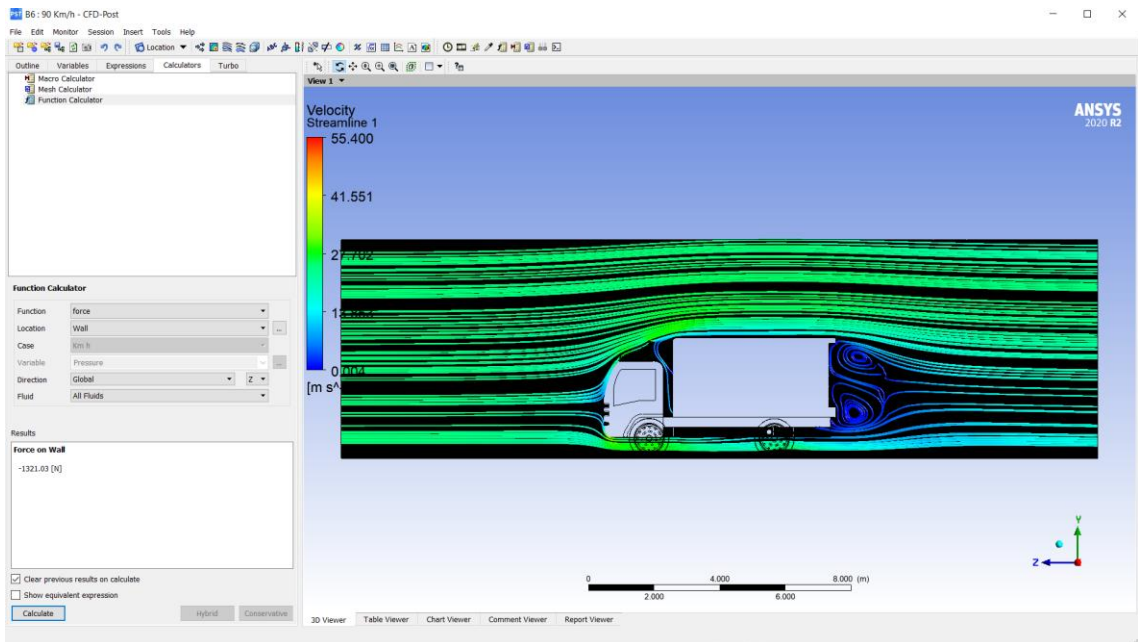 B6 : 90 Km/h - CFD-Post
File Edit Monitor Session Insert Tools Help
Location
Outline Variables Expressions Calculators Turbo
Macro Calculator
Mesh Calculator
Function Calculator
Function Calculator
Function force
Location Wall
Case Km h
Variable Pressure
Direction Global Z
Fluid All Fluids
Results
Force on Wall
-1321.03 [N]
Clear previous results on calculate
Show equivalent expression
Calculate Hybrid Conservative
View 1
Velocity
Streamline 1
55.400
41.551
27.702
0.004
[m s^
ANSYS
2020 R2
Y
Z
0 4.000 8.000 (m)
2.000 6.000
3D Viewer Table Viewer Chart Viewer Comment Viewer Report Viewer